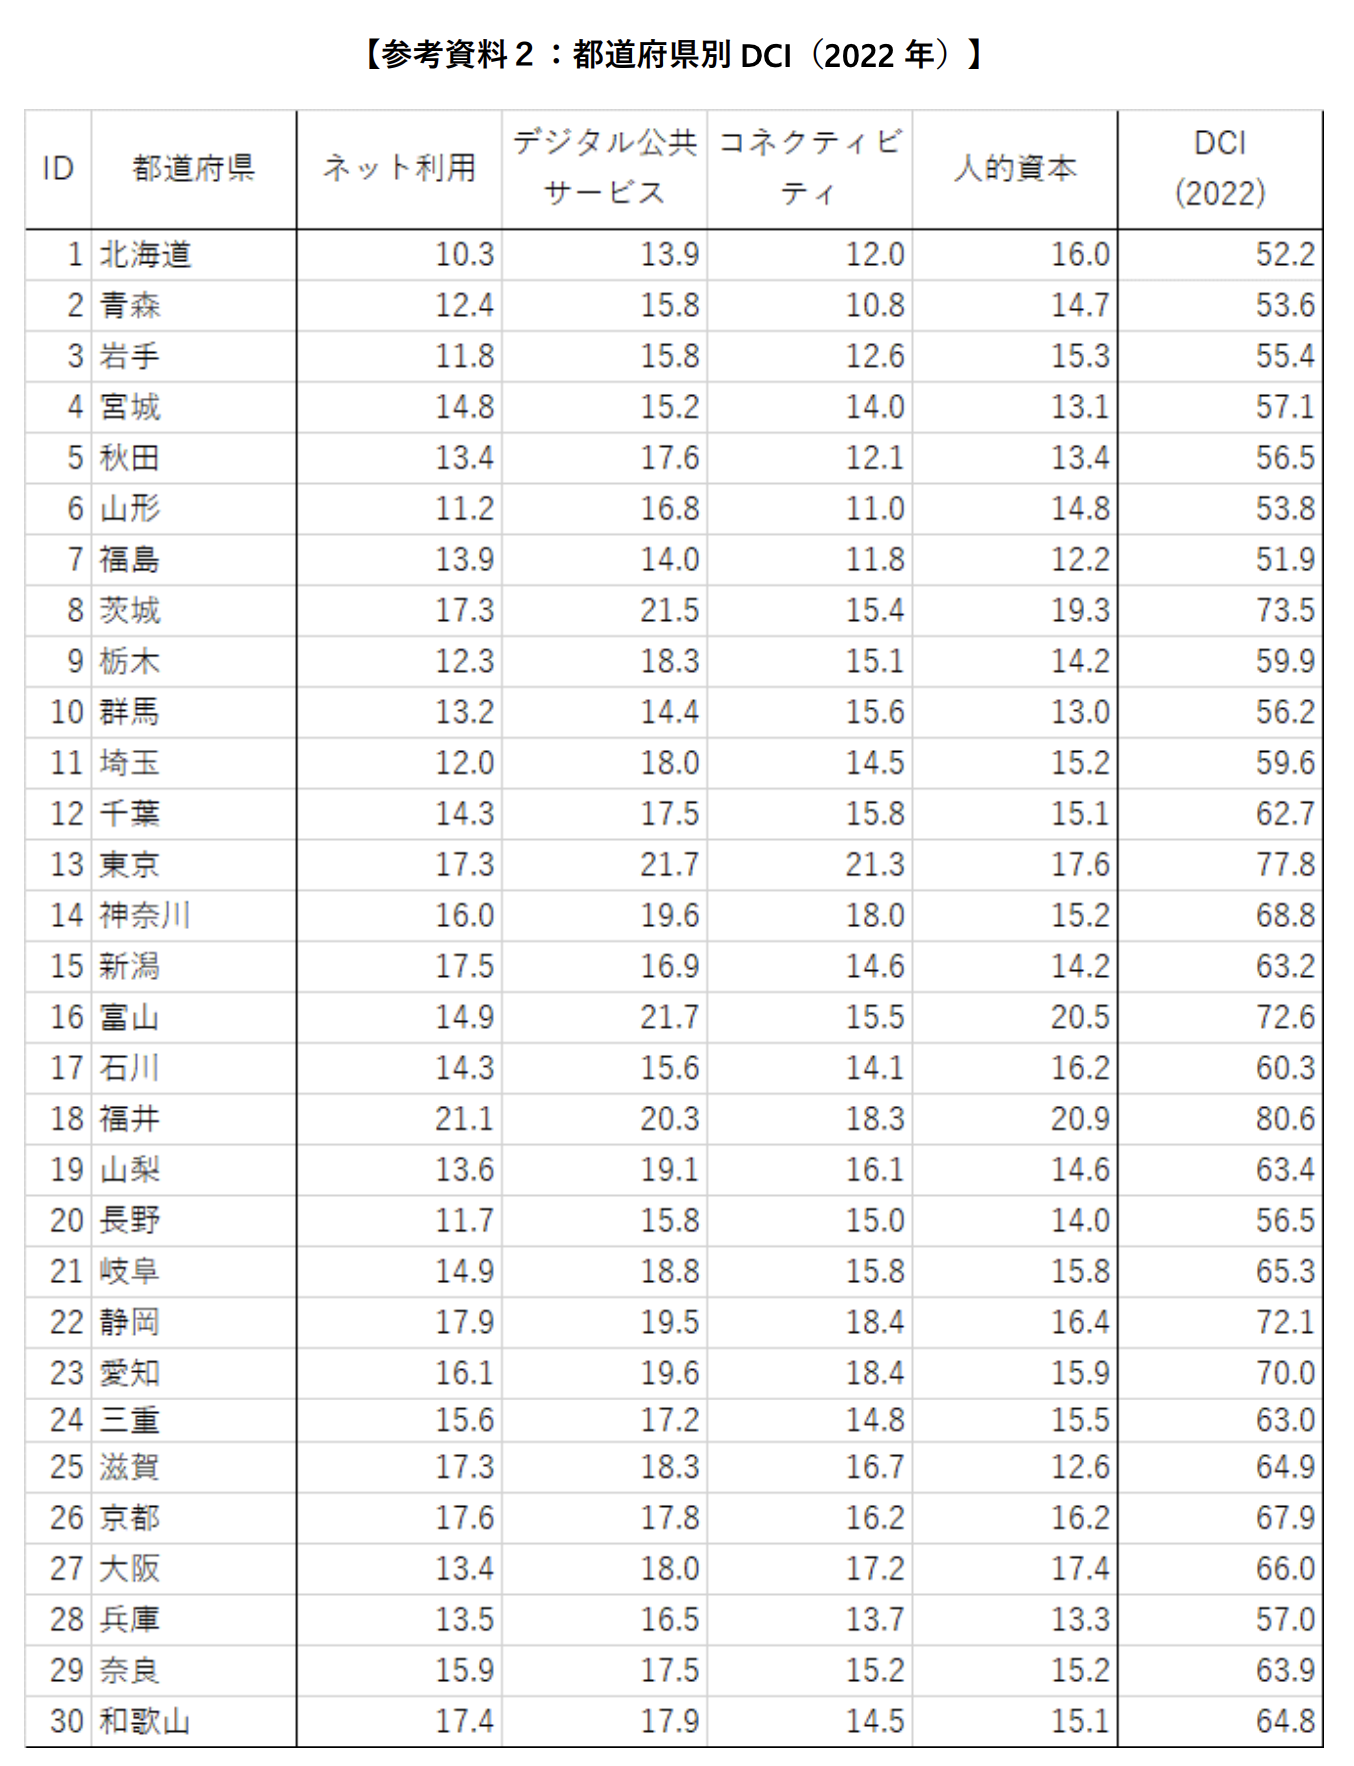 【参考資料２：都道府県別 DCI（2022 年）】
ID 都道府県 ネット利用 デジタル公共サービス コネクティビティ 人的資本 DCI (2022)
1 北海道 10.3 13.9 12.0 16.0 52.2
2 青森 12.4 15.8 10.8 14.7 53.6
3 岩手 11.8 15.8 12.6 15.3 55.4
4 宮城 14.8 15.2 14.0 13.1 57.1
5 秋田 13.4 17.6 12.1 13.4 56.5
6 山形 11.2 16.8 11.0 14.8 53.8
7 福島 13.9 14.0 11.8 12.2 51.9
8 茨城 17.3 21.5 15.4 19.3 73.5
9 栃木 12.3 18.3 15.1 14.2 59.9
10 群馬 13.2 14.4 15.6 13.0 56.2
11 埼玉 12.0 18.0 14.5 15.2 59.6
12 千葉 14.3 17.5 15.8 15.1 62.7
13 東京 17.3 21.7 21.3 17.6 77.8
14 神奈川 16.0 19.6 18.0 15.2 68.8
15 新潟 17.5 16.9 14.6 14.2 63.2
16 富山 14.9 21.7 15.5 20.5 72.6
17 石川 14.3 15.6 14.1 16.2 60.3
18 福井 21.1 20.3 18.3 20.9 80.6
19 山梨 13.6 19.1 16.1 14.6 63.4
20 長野 11.7 15.8 15.0 14.0 56.5
21 岐阜 14.9 18.8 15.8 15.8 65.3
22 静岡 17.9 19.5 18.4 16.4 72.1
23 愛知 16.1 19.6 18.4 15.9 70.0
24 三重 15.6 17.2 14.8 15.5 63.0
25 滋賀 17.3 18.3 16.7 12.6 64.9
26 京都 17.6 17.8 16.2 16.2 67.9
27 大阪 13.4 18.0 17.2 17.4 66.0
28 兵庫 13.5 16.5 13.7 13.3 57.0
29 奈良 15.9 17.5 15.2 15.2 63.9
30 和歌山 17.4 17.9 14.5 15.1 64.8